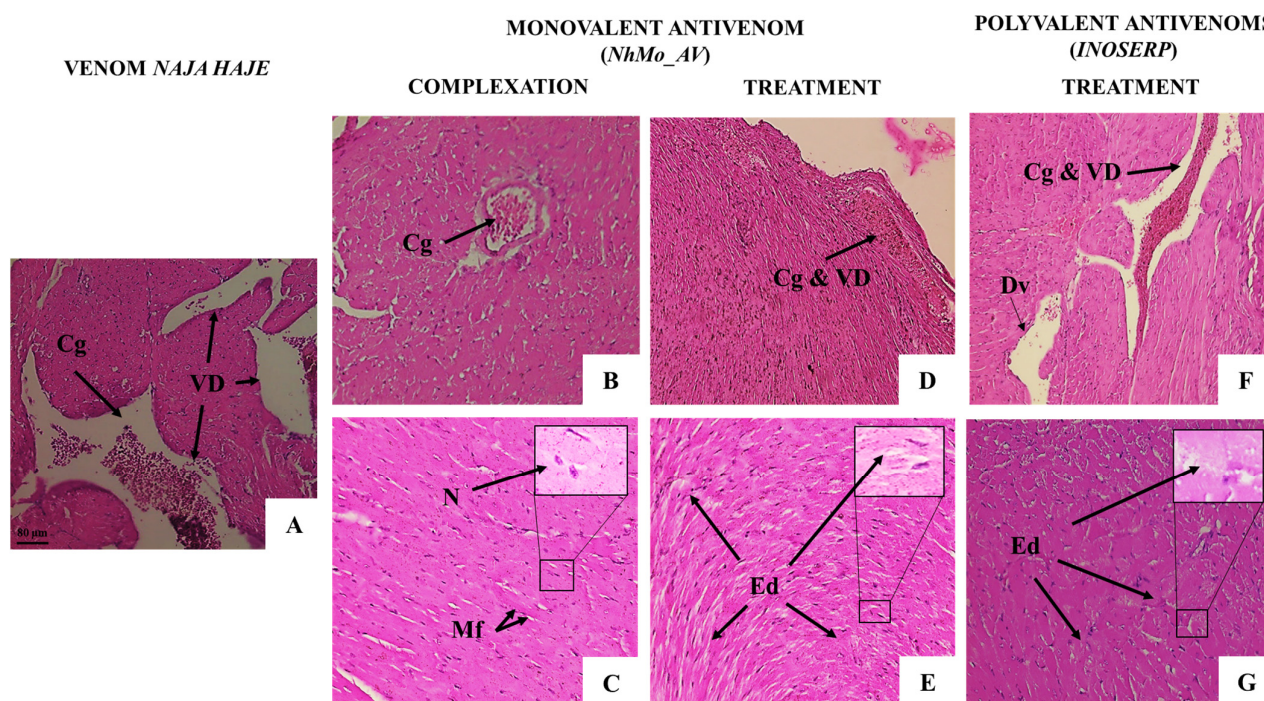 VENOM NAJA HAJE
MONOVALENT ANTIVENOM
(NhMo_AV)
COMPLEXATION
TREATMENT
POLYVALENT ANTIVENOMS
(INOSERP)
TREATMENT
Cg
VD
80 µm
A
Cg
B
N
Mf
C
Cg & VD
D
Ed
E
Cg & VD
Dv
F
Ed
G